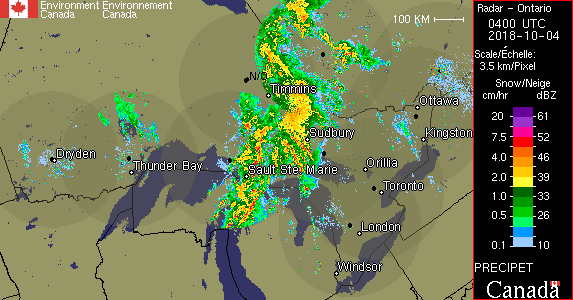 Environment Environnement
Canada Canada
100 KM
Timmins
Sudbury
Ottawa
Kingston
Dryden
Thunder Bay
Sault Ste. Marie
Orillia
Toronto
London
Windsor
Radar - Ontario
0400 UTC
2018-10-04
Scale/Échelle:
3.5 km/Pixel
Snow/Neige
cm/hr dBZ
20 61
7.5 52
4.0 46
2.0 39
1.0 33
0.5 26
0.1 10
PRECIPET
Canada